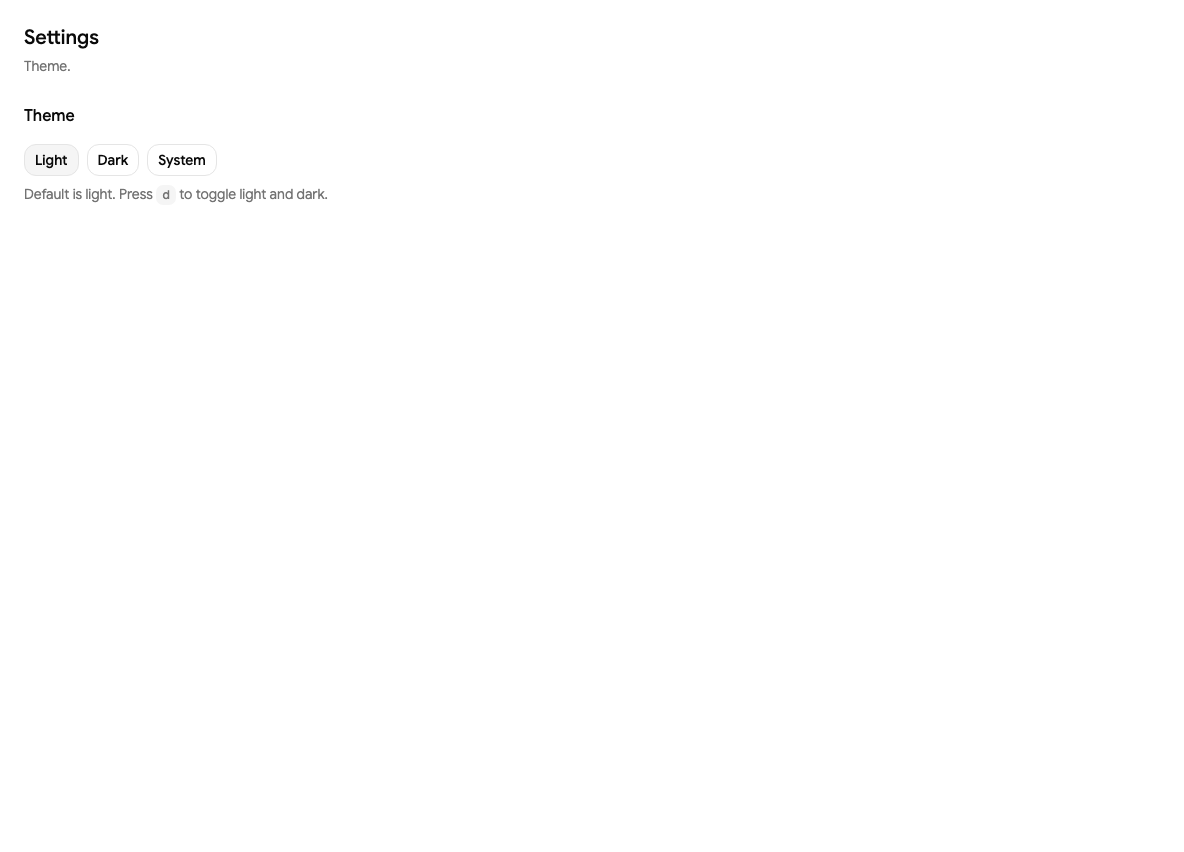 Settings
Theme.
Theme
Light Dark System
Default is light. Press d to toggle light and dark.